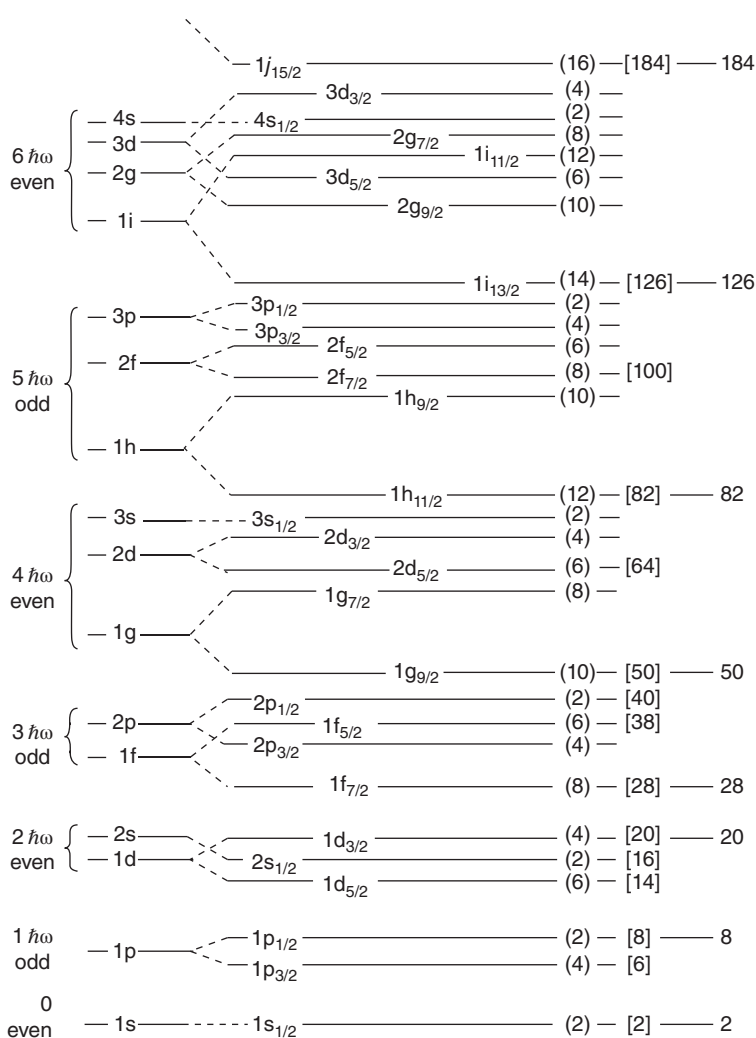 1j15/2 (16) [184] 184
3d3/2 (4)
4s 4s1/2 (2)
3d 2g7/2 (8)
6 ħω 1i11/2 (12)
even 2g 3d5/2 (6)
2g9/2 (10)
1i
1i13/2 (14) [126] 126
3p 3p1/2 (2)
3p3/2 (4)
2f 2f5/2 (6)
5 ħω 2f7/2 (8) [100]
odd 1h9/2 (10)
1h
1h11/2 (12) [82] 82
3s 3s1/2 (2)
2d 2d3/2 (4)
4 ħω 2d5/2 (6) [64]
even 1g7/2 (8)
1g
1g9/2 (10) [50] 50
2p1/2 (2) [40]
3 ħω 2p 1f5/2 (6) [38]
odd 1f 2p3/2 (4)
1f7/2 (8) [28] 28
2 ħω 2s 1d3/2 (4) [20] 20
even 1d 2s1/2 (2) [16]
1d5/2 (6) [14]
1 ħω 1p1/2 (2) [8] 8
odd 1p 1p3/2 (4) [6]
0
even 1s 1s1/2 (2) [2] 2